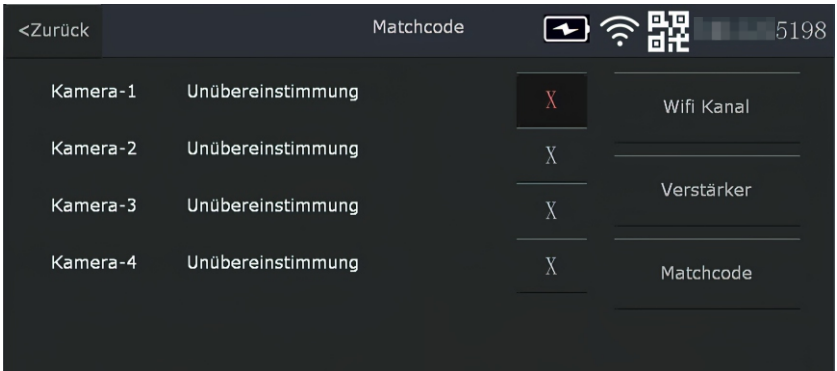 <Zurück Matchcode 5198
Kamera-1 Unübereinstimmung X
Wifi Kanal
Kamera-2 Unübereinstimmung X
Verstärker
Kamera-3 Unübereinstimmung X
Kamera-4 Unübereinstimmung X
Matchcode